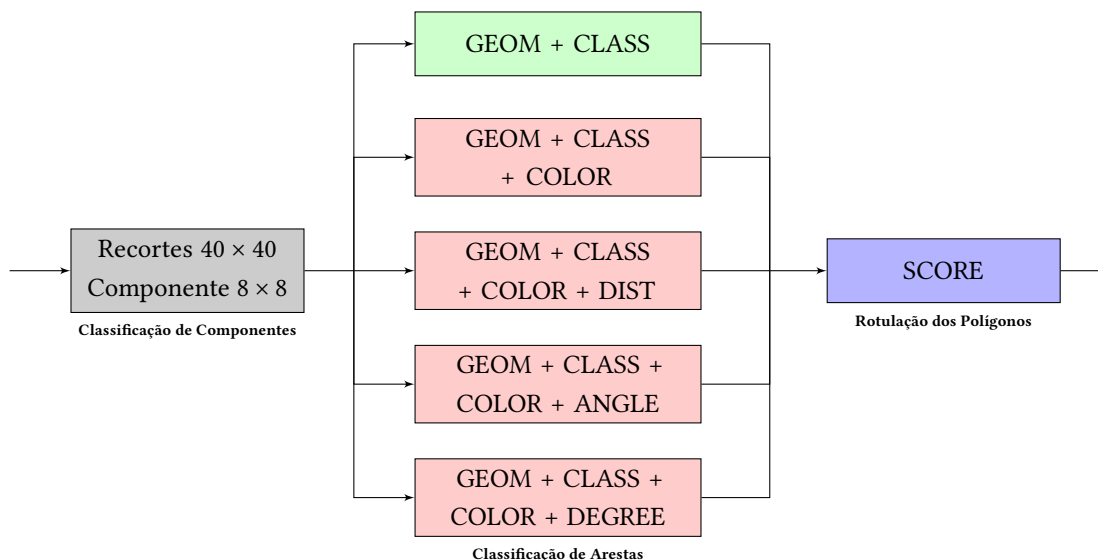 GEOM + CLASS
GEOM + CLASS
+ COLOR
Recortes 40 × 40
Componente 8 × 8
Classificação de Componentes
GEOM + CLASS
+ COLOR + DIST
SCORE
Rotulação dos Polígonos
GEOM + CLASS +
COLOR + ANGLE
GEOM + CLASS +
COLOR + DEGREE
Classificação de Arestas